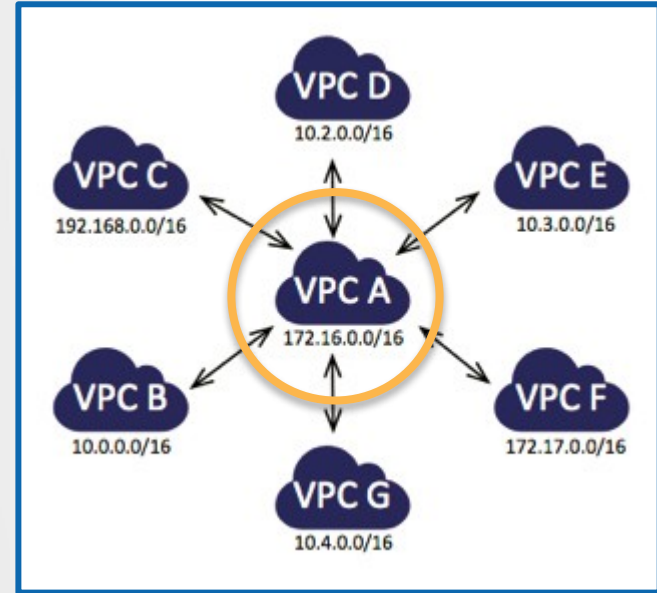 VPC D
10.2.0.0/16
VPC C
192.168.0.0/16
VPC E
10.3.0.0/16
VPC A
172.16.0.0/16
VPC B
10.0.0.0/16
VPC F
172.17.0.0/16
VPC G
10.4.0.0/16